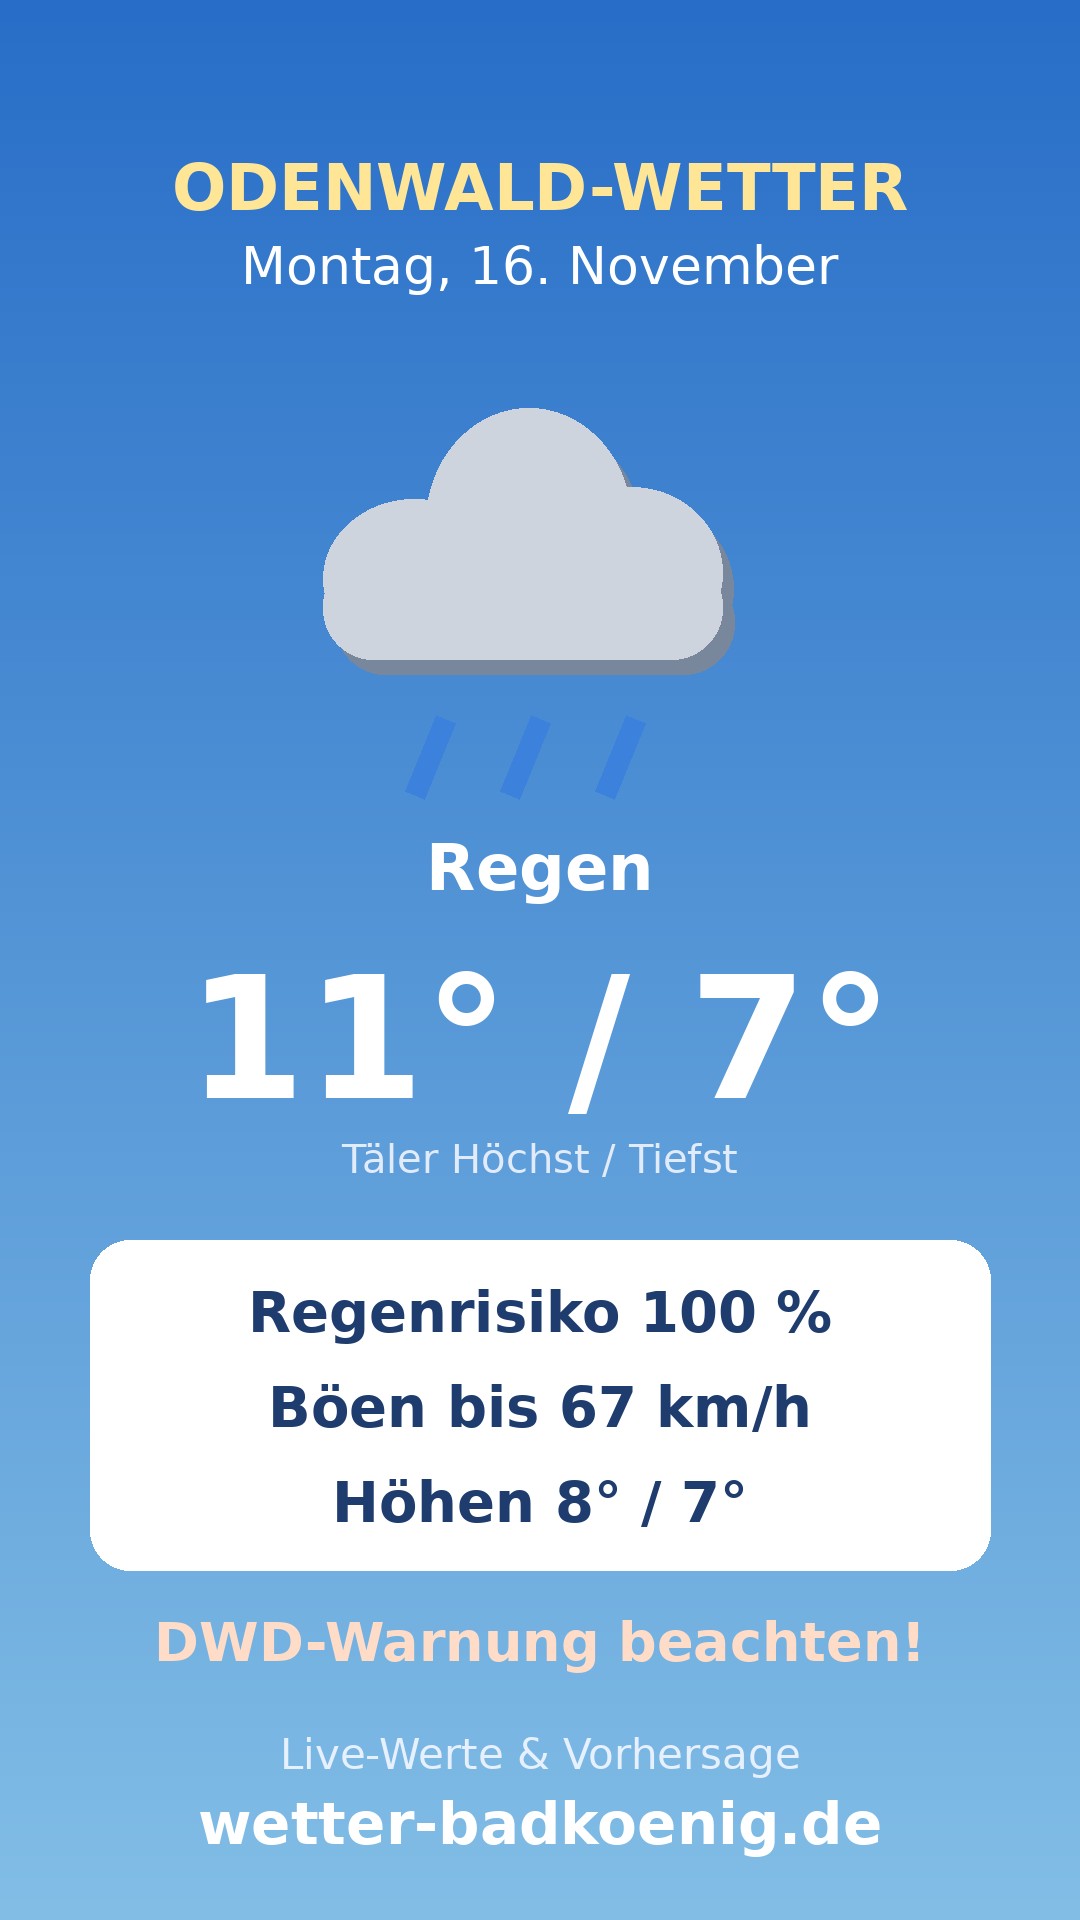 ODENWALD-WETTER
Montag, 16. November
Regen
11° / 7°
Täler Höchst / Tiefst
Regenrisiko 100 %
Böen bis 67 km/h
Höhen 8° / 7°
DWD-Warnung beachten!
Live-Werte & Vorhersage
wetter-badkoenig.de